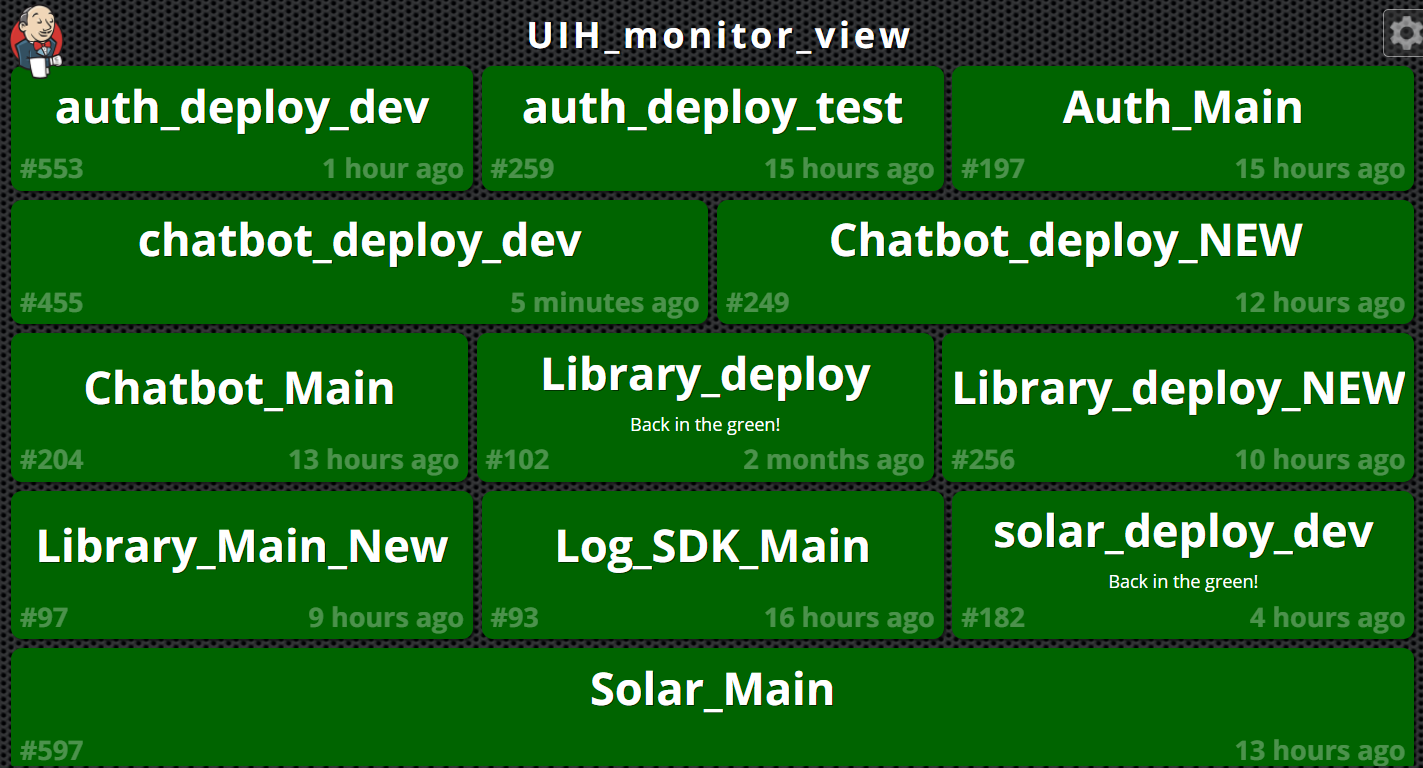 UIH_monitor_view
auth_deploy_dev
#553 1 hour ago
auth_deploy_test
#259 15 hours ago
Auth_Main
#197 15 hours ago
chatbot_deploy_dev
#455 5 minutes ago
Chatbot_deploy_NEW
#249 12 hours ago
Chatbot_Main
#204 13 hours ago
Library_deploy
Back in the green!
#102 2 months ago
Library_deploy_NEW
#256 10 hours ago
Library_Main_New
#97 9 hours ago
Log_SDK_Main
#93 16 hours ago
solar_deploy_dev
Back in the green!
#182 4 hours ago
Solar_Main
#597 13 hours ago